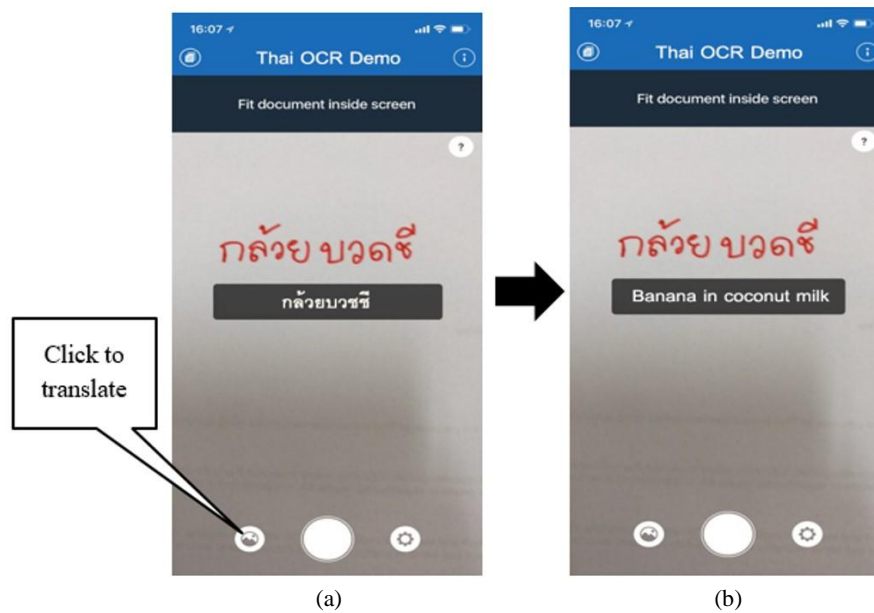 16:07
16:07
Thai OCR Demo
i
Thai OCR Demo
i
Fit document inside screen
Fit document inside screen
?
?
กล้วย บวดชี
กล้วย บวดชี
กล้วยบวชชี
Banana in coconut milk
Click to
translate
(a)
(b)